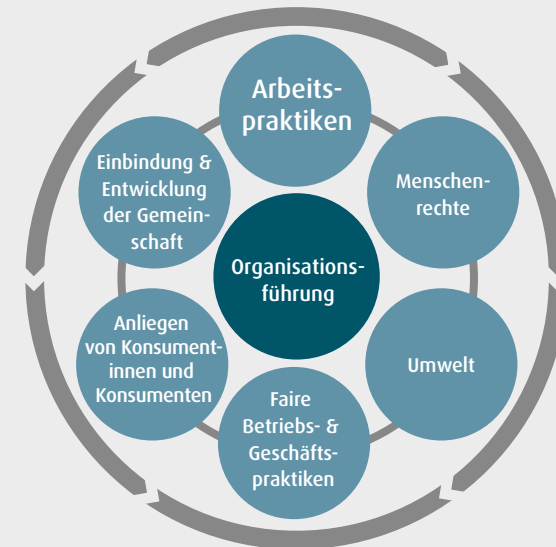 Arbeits-
praktiken
Menschen-
rechte
Umwelt
Faire
Betriebs- &
Geschäfts-
praktiken
Anliegen
von Konsument-
innen und
Konsumenten
Einbindung &
Entwicklung
der Gemein-
schaft
Organisations-
führung